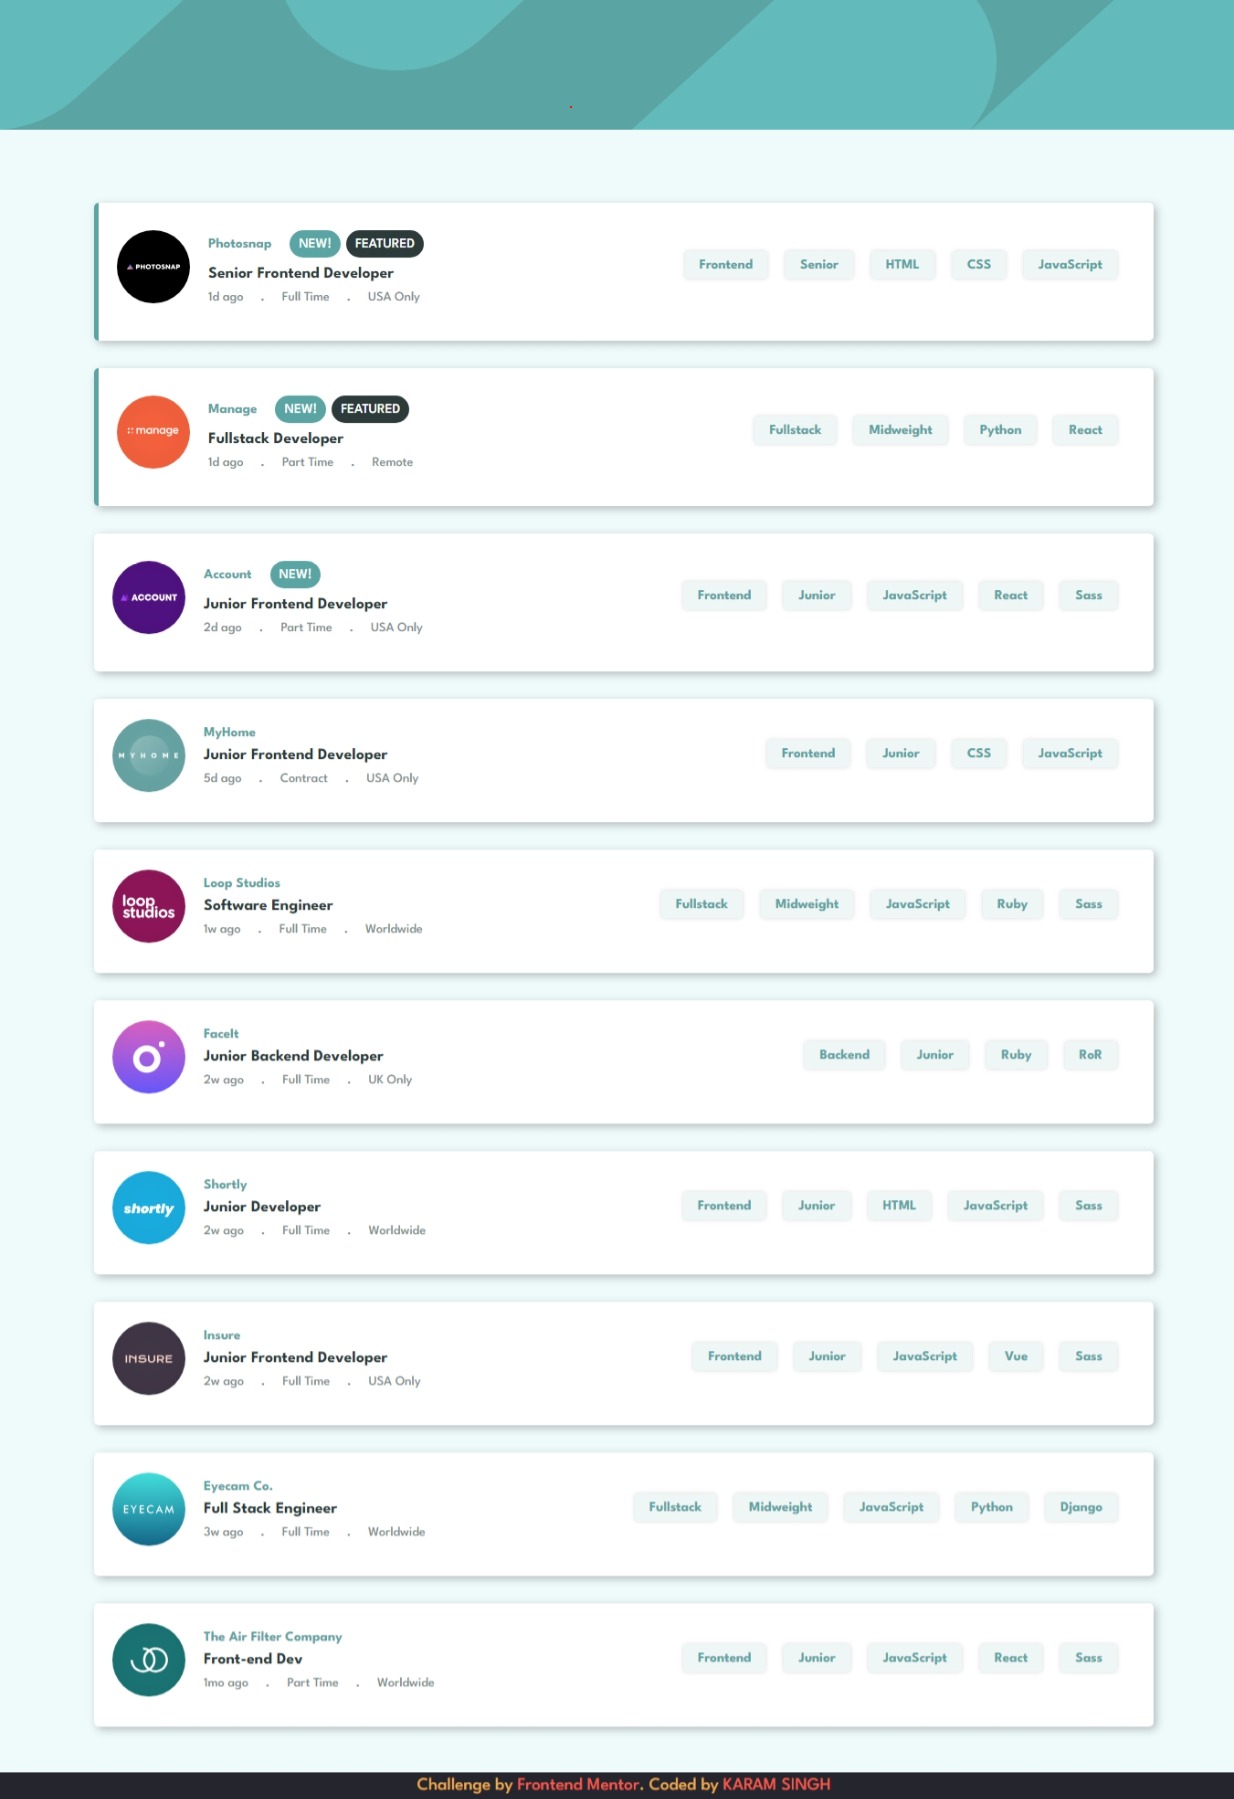 PHOTOSNAP
Photosnap NEW! FEATURED
Senior Frontend Developer
1d ago . Full Time . USA Only
Frontend Senior HTML CSS JavaScript
manage
Manage NEW! FEATURED
Fullstack Developer
1d ago . Part Time . Remote
Fullstack Midweight Python React
ACCOUNT
Account NEW!
Junior Frontend Developer
2d ago . Part Time . USA Only
Frontend Junior JavaScript React Sass
MYHOME
MyHome
Junior Frontend Developer
5d ago . Contract . USA Only
Frontend Junior CSS JavaScript
loop
studios
Loop Studios
Software Engineer
1w ago . Full Time . Worldwide
Fullstack Midweight JavaScript Ruby Sass
FaceIt
Junior Backend Developer
2w ago . Full Time . UK Only
Backend Junior Ruby RoR
shortly
Shortly
Junior Developer
2w ago . Full Time . Worldwide
Frontend Junior HTML JavaScript Sass
INSURE
Insure
Junior Frontend Developer
2w ago . Full Time . USA Only
Frontend Junior JavaScript Vue Sass
EYECAM
Eyecam Co.
Full Stack Engineer
3w ago . Full Time . Worldwide
Fullstack Midweight JavaScript Python Django
The Air Filter Company
Front-end Dev
1mo ago . Part Time . Worldwide
Frontend Junior JavaScript React Sass
Challenge by Frontend Mentor. Coded by KARAM SINGH